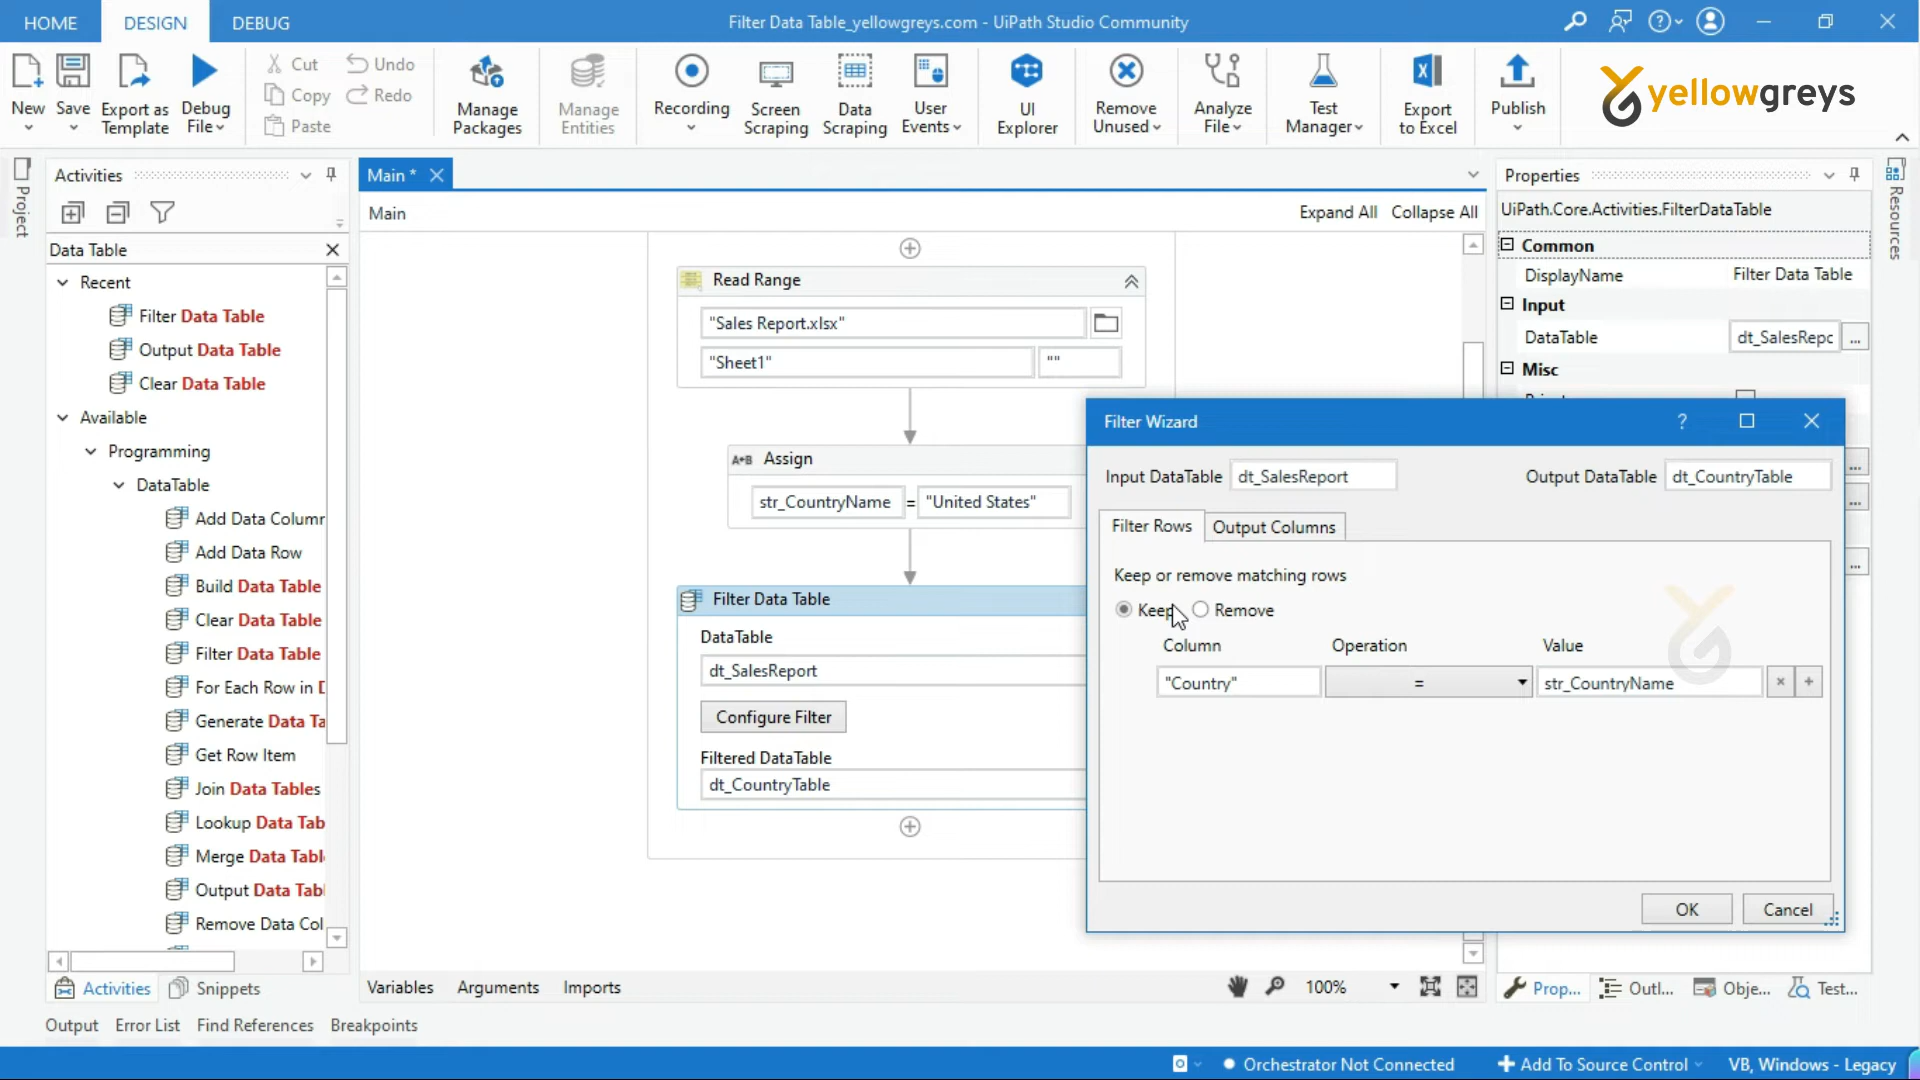 HOME DESIGN DEBUG Filter Data Table_yellowgreys.com - UiPath Studio Community
New Save Export as Template Debug File Cut Copy Paste Undo Redo Manage Packages Manage Entities Recording Screen Scraping Data Scraping User Events UI Explorer Remove Unused Analyze File Test Manager Export to Excel Publish yellowgreys
Project
Activities
Data Table
Recent
Filter Data Table
Output Data Table
Clear Data Table
Available
Programming
DataTable
Add Data Column
Add Data Row
Build Data Table
Clear Data Table
Filter Data Table
For Each Row in
Generate Data Ta
Get Row Item
Join Data Tables
Lookup Data Tab
Merge Data Tabl
Output Data Tabl
Remove Data Col
Activities Snippets
Main *
Main Expand All Collapse All
Read Range
"Sales Report.xlsx"
"Sheet1" ""
A+B Assign
str_CountryName = "United States"
Filter Data Table
DataTable
dt_SalesReport
Configure Filter
Filtered DataTable
dt_CountryTable
Variables Arguments Imports 100%
Properties
UiPath.Core.Activities.FilterDataTable
Common
DisplayName Filter Data Table
Input
DataTable dt_SalesRepc ...
Misc
Resources
Filter Wizard ?
Input DataTable dt_SalesReport Output DataTable dt_CountryTable
Filter Rows Output Columns
Keep or remove matching rows
Keep Remove
Column Operation Value
"Country" = str_CountryName × +
OK Cancel
Prop... Outl... Obje... Test...
Output Error List Find References Breakpoints
Orchestrator Not Connected Add To Source Control VB, Windows - Legacy